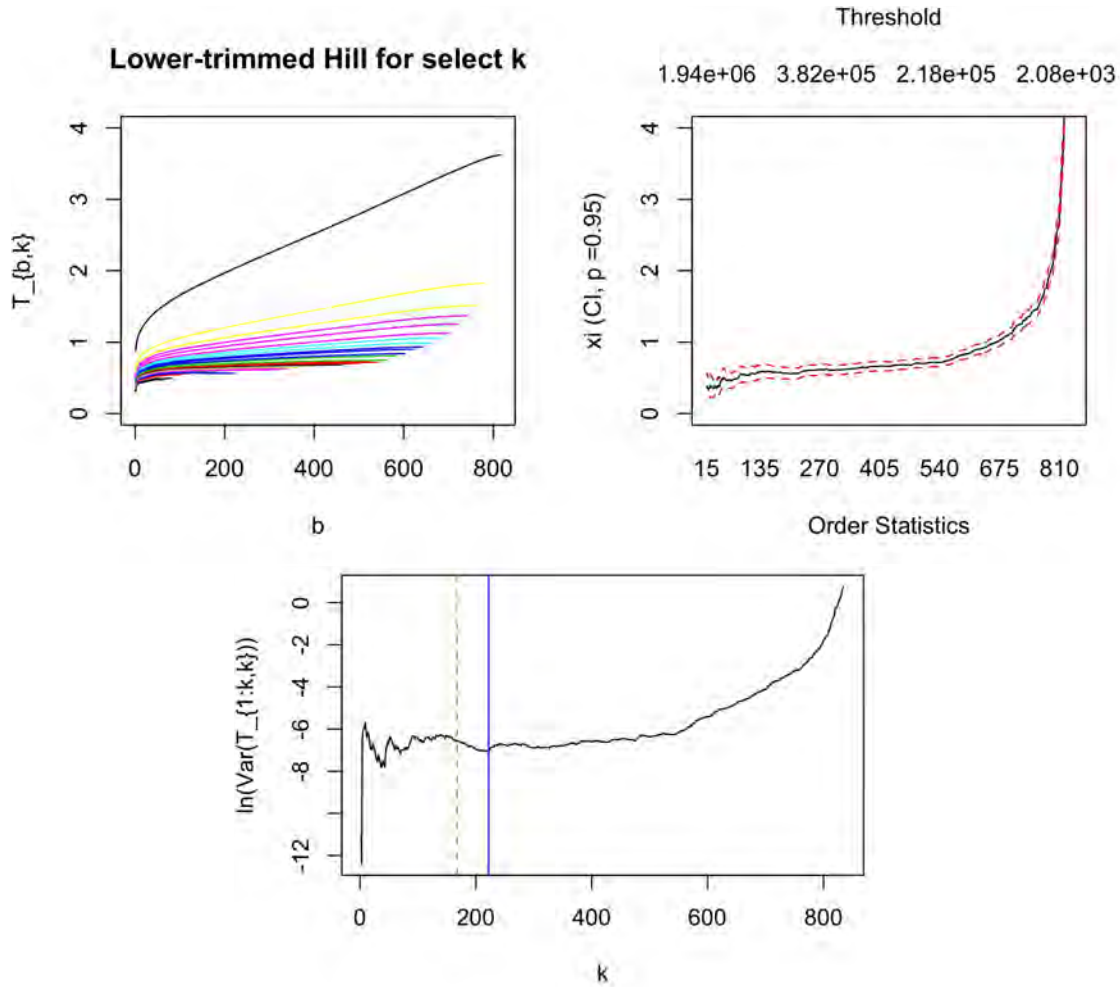 Lower-trimmed Hill for select k
T_{b,k}
4
3
2
1
0
0 200 400 600 800
b
Threshold
1.94e+06 3.82e+05 2.18e+05 2.08e+03
xi (CI, p =0.95)
4
3
2
1
0
15 135 270 405 540 675 810
Order Statistics
ln(Var(T_{1:k,k}))
0
-2
-4
-6
-8
-12
0 200 400 600 800
k